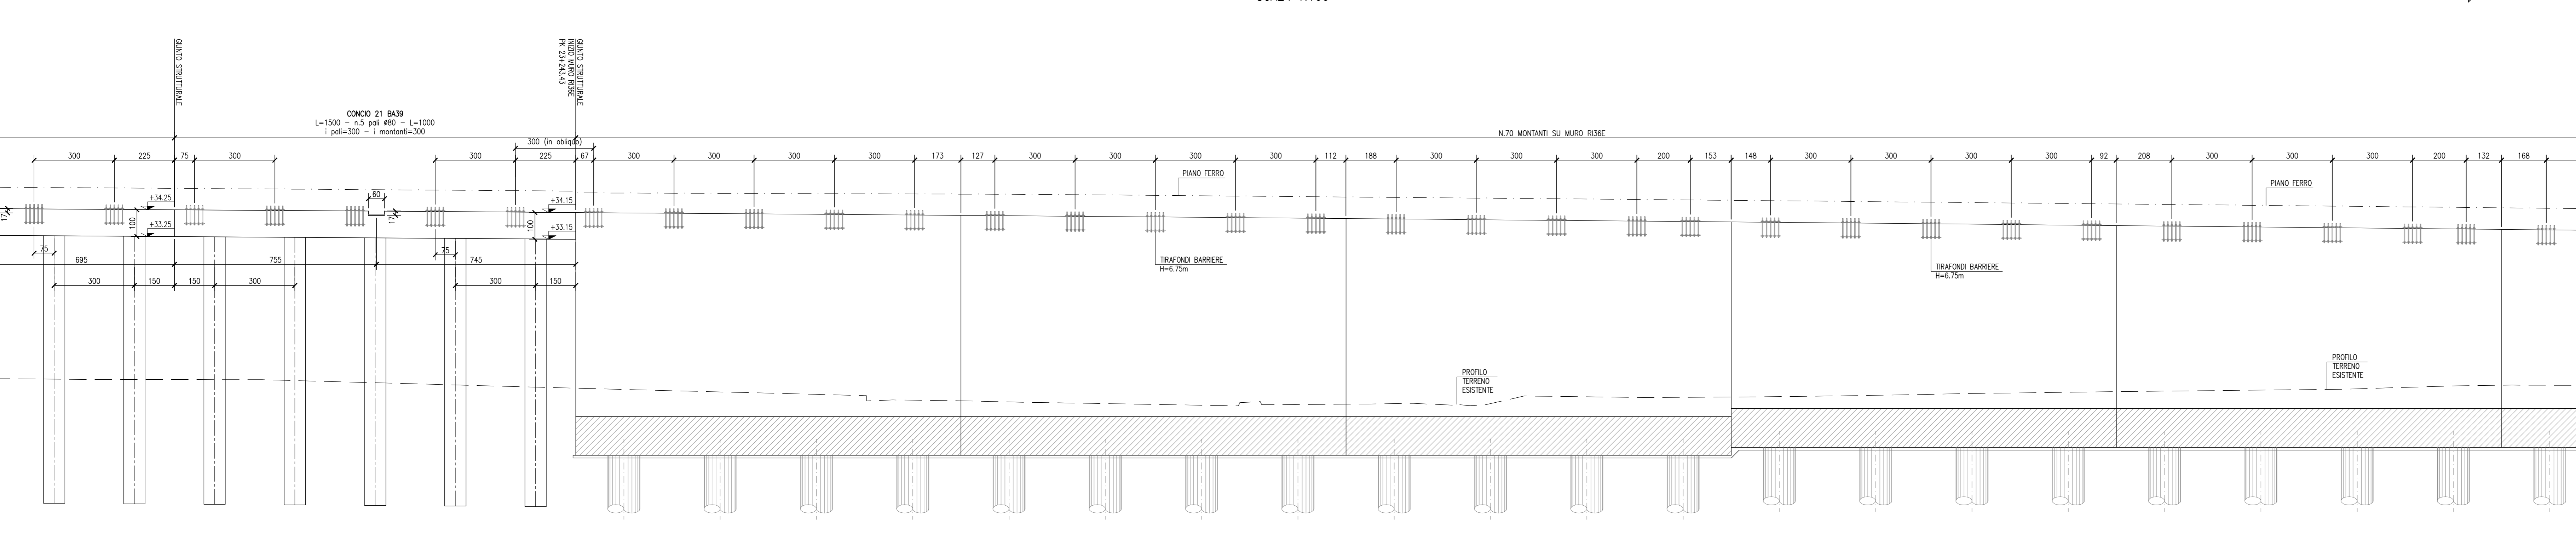 GIUNTO STRUTTURALE
GIUNTO STRUTTURALE
INIZIO MURO RI36E
PK 23+243.43
CONCIO 21 BA39
L=1500 - n.5 pali ø80 - L=1000
i pali=300 - i montanti=300
N.70 MONTANTI SU MURO RI36E
300 (in obliquo)
300 225 75 300 300 225 67 300 300 300 300 173 127 300 300 300 300 112 188 300 300 300 200 153 148 300 300 300 300 92 208 300 300 300 200 132 168
PIANO FERRO
PIANO FERRO
60
+34.25
+34.15
17
100
17
100
+33.25
+33.15
75
75
695 755 745
TIRAFONDI BARRIERE
H=6.75m
TIRAFONDI BARRIERE
H=6.75m
300 150 150 300 300 150
PROFILO
TERRENO
ESISTENTE
PROFILO
TERRENO
ESISTENTE